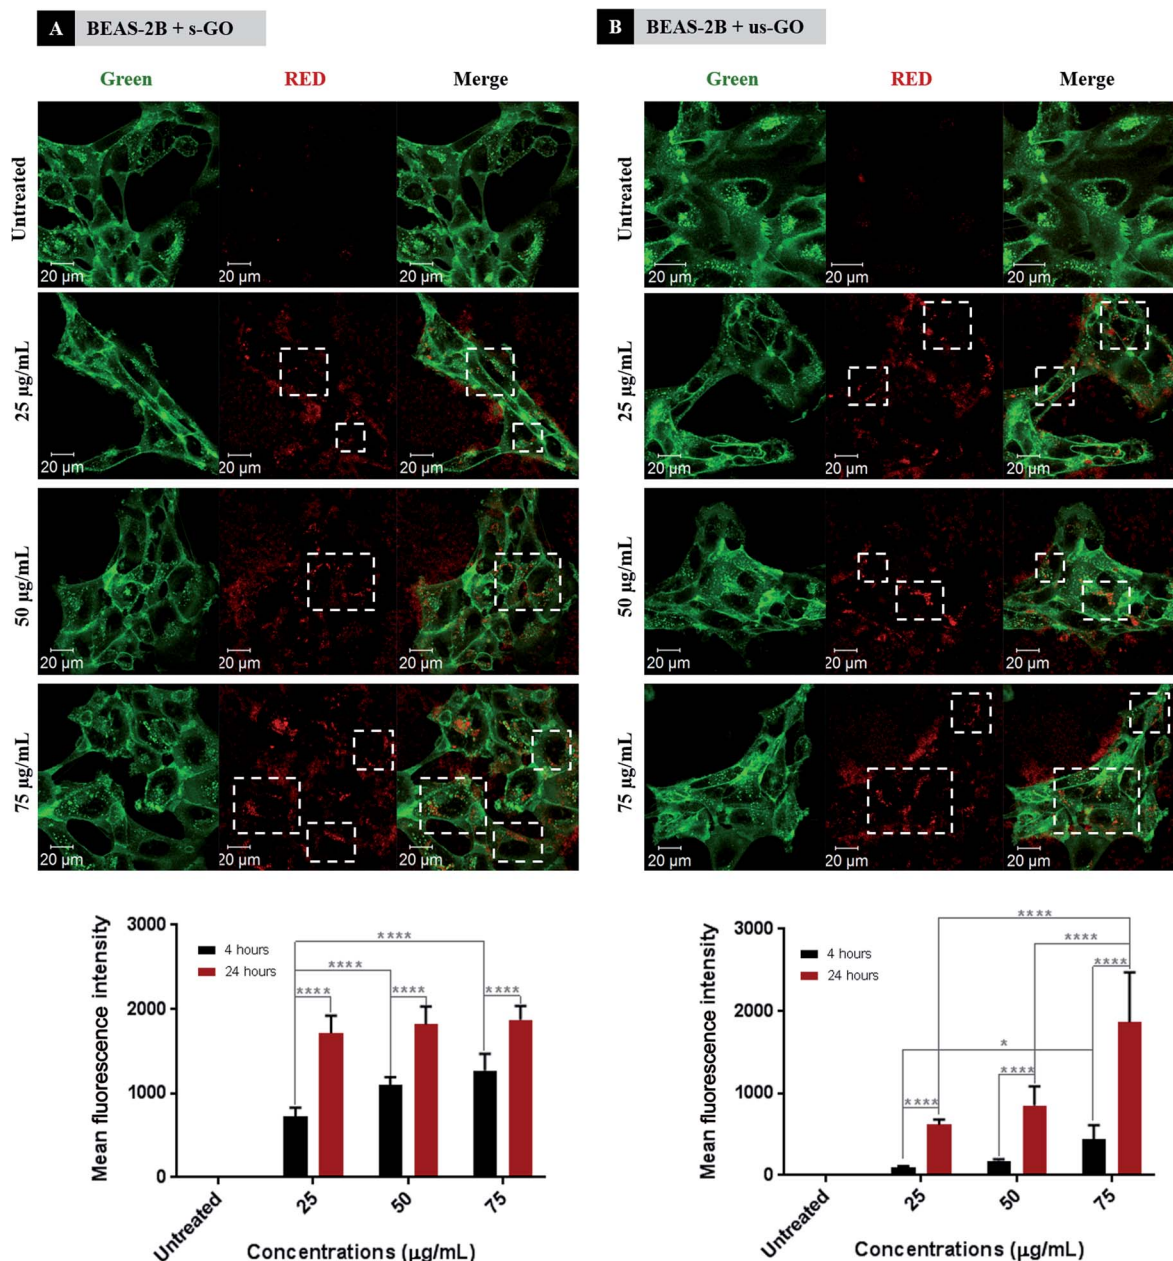 A BEAS-2B + s-GO
Green RED Merge
Untreated
20 µm 20 µm 20 µm
25 µg/mL
20 µm 20 µm 20 µm
50 µg/mL
20 µm 20 µm 20 µm
75 µg/mL
20 µm 20 µm 20 µm
Mean fluorescence intensity
3000
2000
1000
0
4 hours
24 hours
****
****
**** **** ****
Untreated 25 50 75
Concentrations (µg/mL)
B BEAS-2B + us-GO
Green RED Merge
Untreated
20 µm 20 µm 20 µm
25 µg/mL
20 µm 20 µm 20 µm
50 µg/mL
20 µm 20 µm 20 µm
75 µg/mL
20 µm 20 µm 20 µm
Mean fluorescence intensity
3000
2000
1000
0
4 hours
24 hours
****
****
****
*
****
****
Untreated 25 50 75
Concentrations (µg/mL)